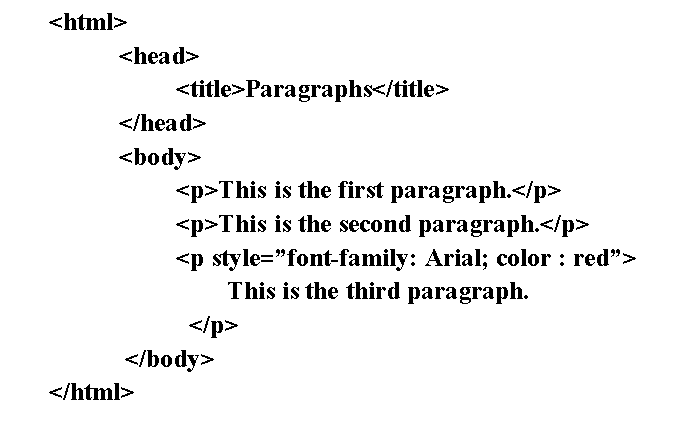 <html>
<head>
<title>Paragraphs</title>
</head>
<body>
<p>This is the first paragraph.</p>
<p>This is the second paragraph.</p>
<p style=”font-family: Arial; color : red”>
This is the third paragraph.
</p>
</body>
</html>